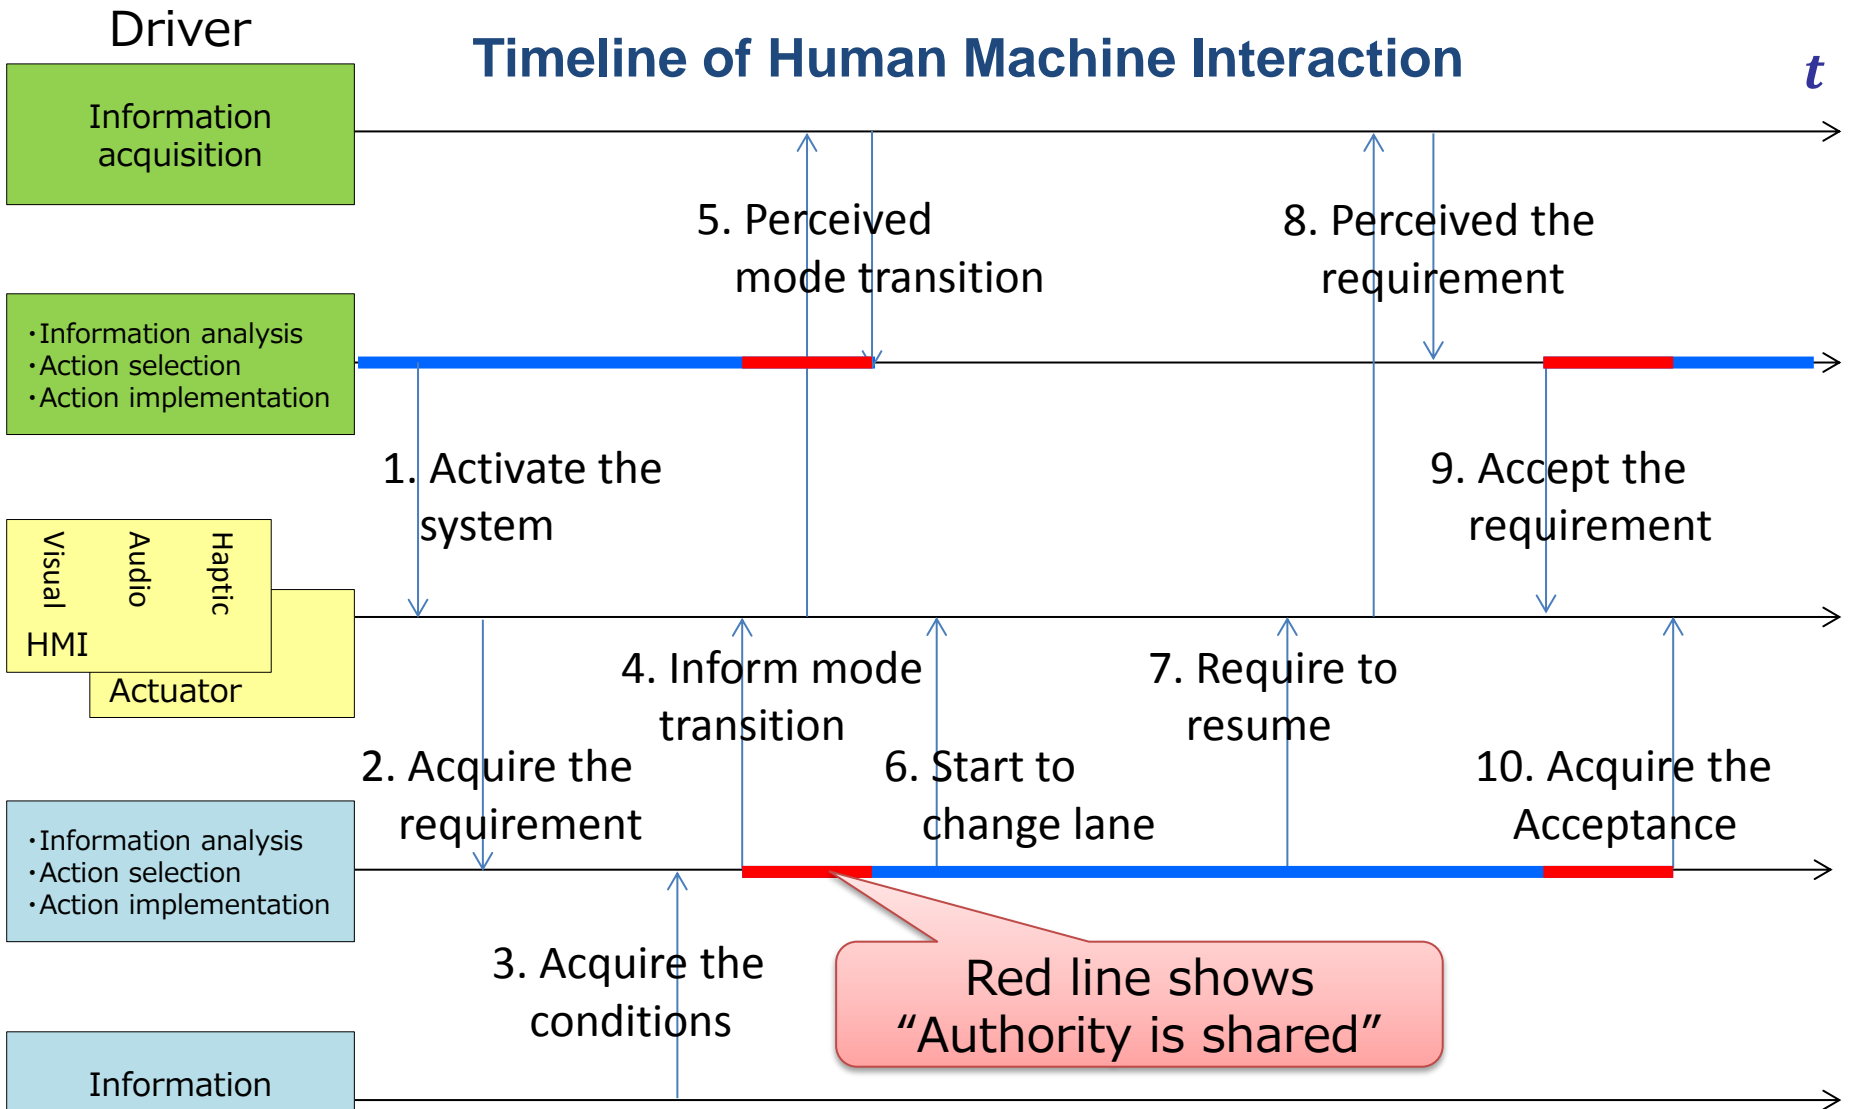 Driver
Timeline of Human Machine Interaction
t
Information
acquisition
5. Perceived
mode transition
8. Perceived the
requirement
・Information analysis
・Action selection
・Action implementation
1. Activate the
system
9. Accept the
requirement
Visual
Audio
Haptic
HMI
Actuator
4. Inform mode
transition
7. Require to
resume
2. Acquire the
requirement
6. Start to
change lane
10. Acquire the
Acceptance
・Information analysis
・Action selection
・Action implementation
3. Acquire the
conditions
Red line shows
“Authority is shared”
Information